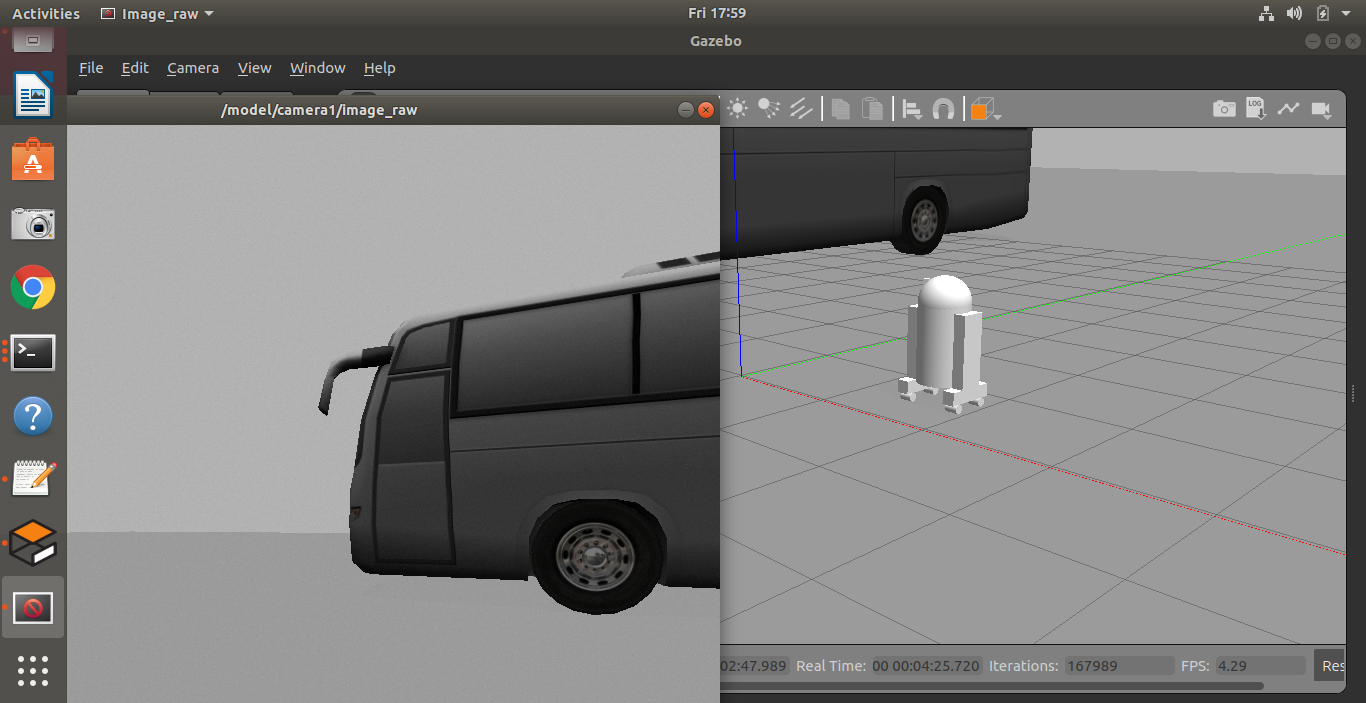 Activities Image_raw Fri 17:59
Gazebo
File Edit Camera View Window Help
/model/camera1/image_raw
LOG
02:47.989 Real Time: 00 00:04:25.720 Iterations: 167989 FPS: 4.29 Res